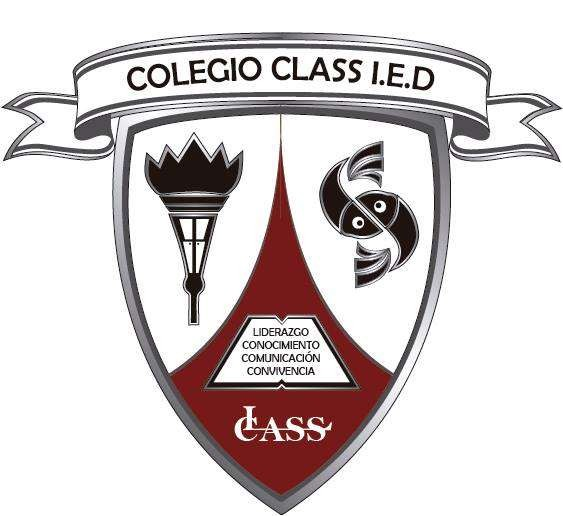 COLEGIO CLASS I.E.D
LIDERAZGO
CONOCIMIENTO
COMUNICACIÓN
CONVIVENCIA
CLASS